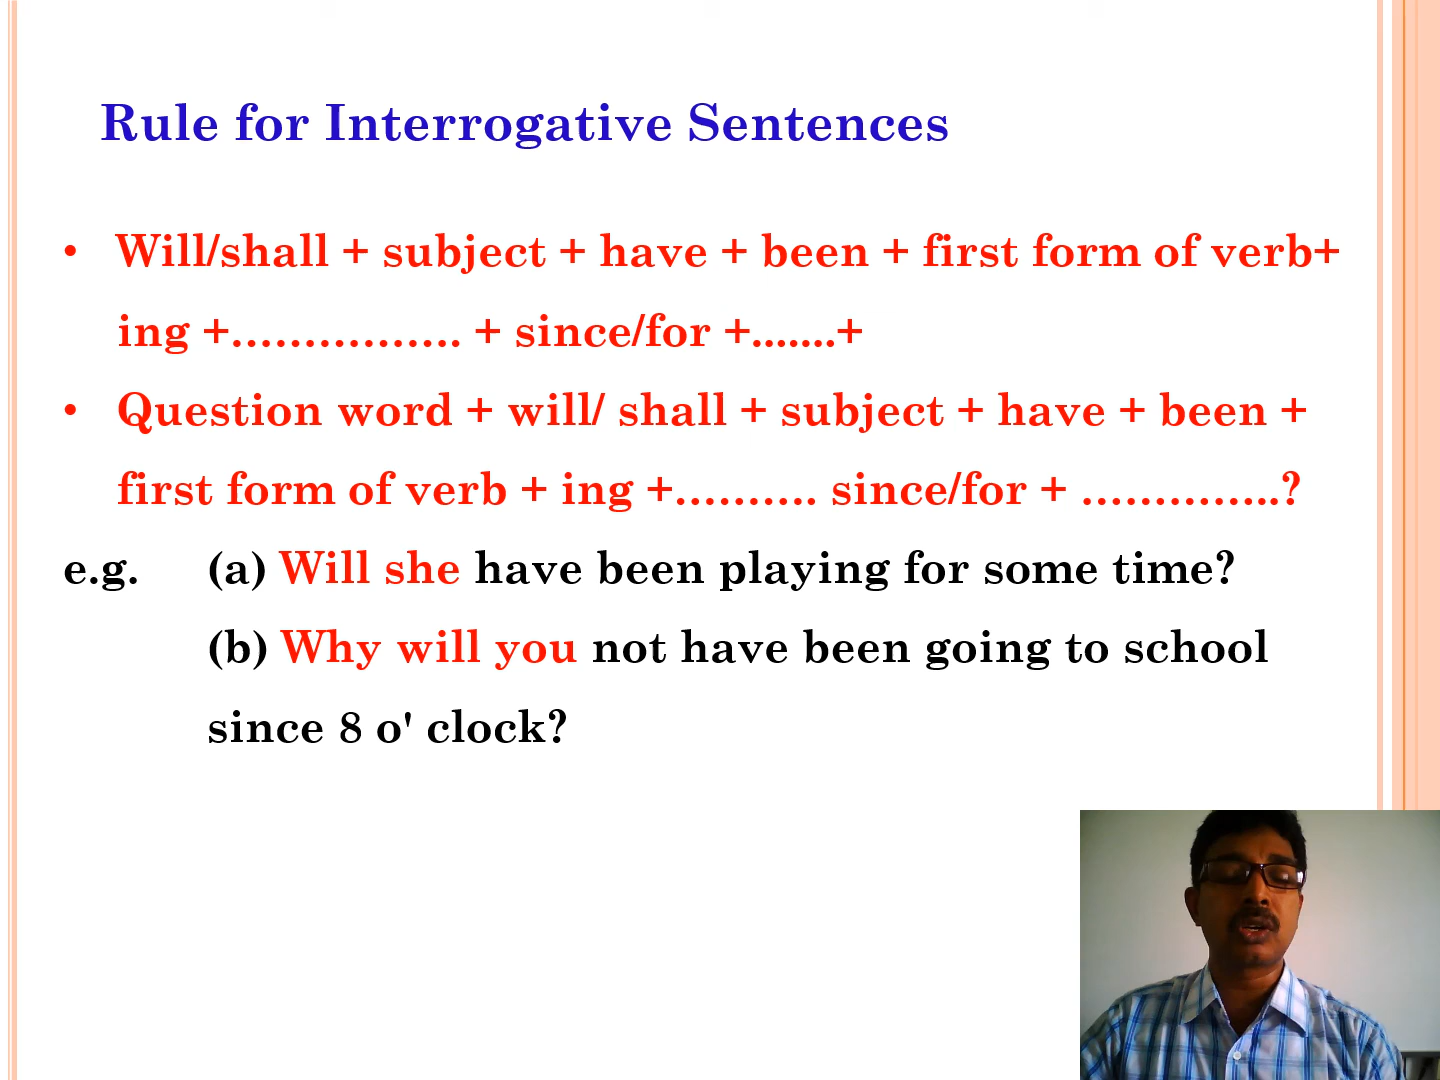 Rule for Interrogative Sentences
• Will/shall + subject + have + been + first form of verb+
ing +................ + since/for +.......+
• Question word + will/ shall + subject + have + been +
first form of verb + ing +.......... since/for + ..............?
e.g. (a) Will she have been playing for some time?
(b) Why will you not have been going to school
since 8 o' clock?